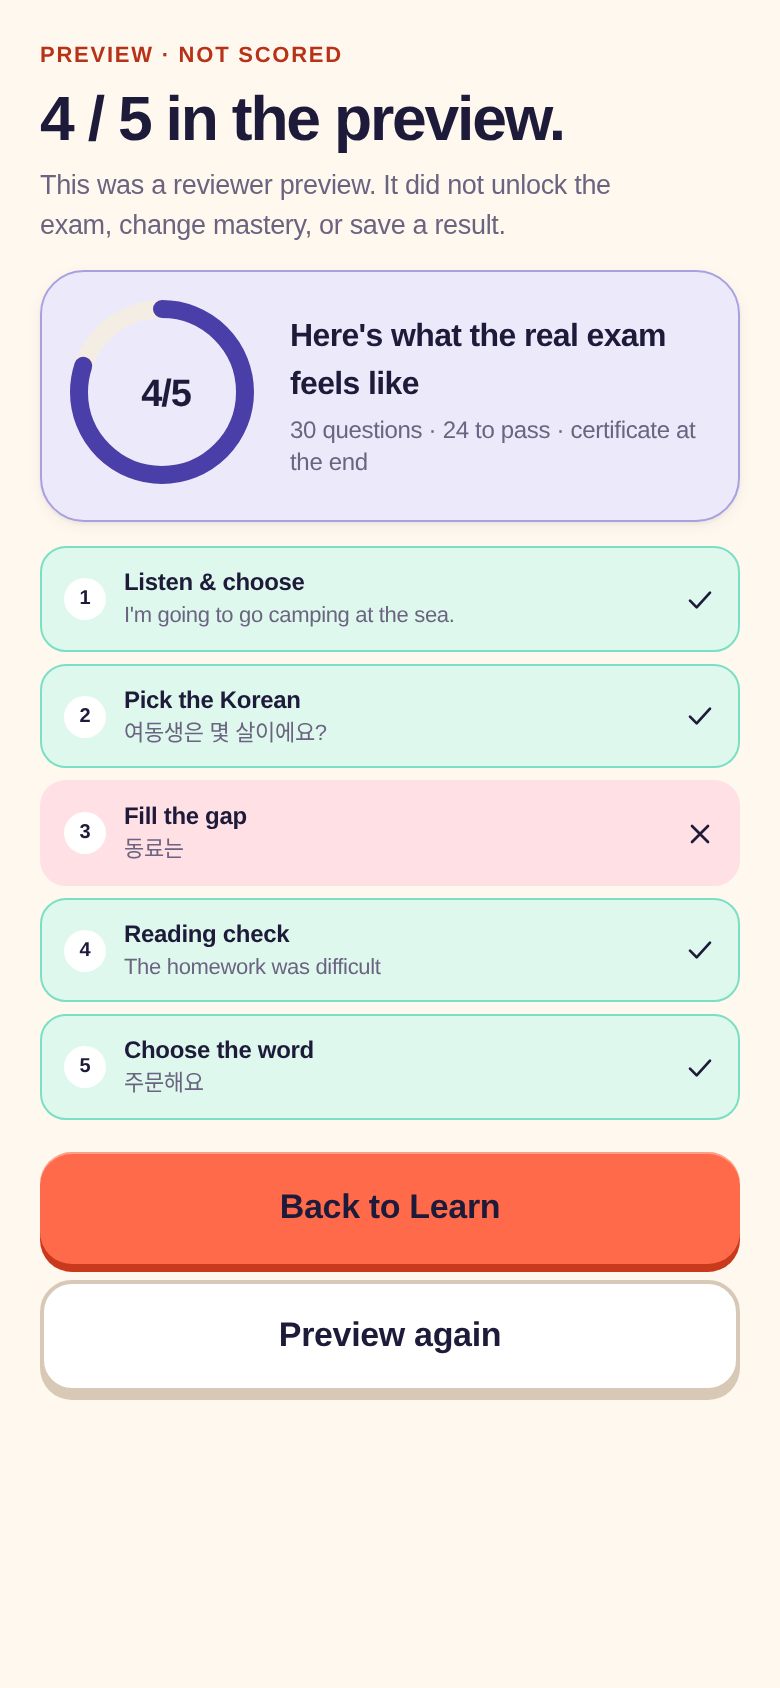 PREVIEW · NOT SCORED
4 / 5 in the preview.
This was a reviewer preview. It did not unlock the
exam, change mastery, or save a result.
4/5
Here's what the real exam
feels like
30 questions · 24 to pass · certificate at
the end
1
Listen & choose
I'm going to go camping at the sea.
2
Pick the Korean
여동생은 몇 살이에요?
3
Fill the gap
동료는
4
Reading check
The homework was difficult
5
Choose the word
주문해요
Back to Learn
Preview again